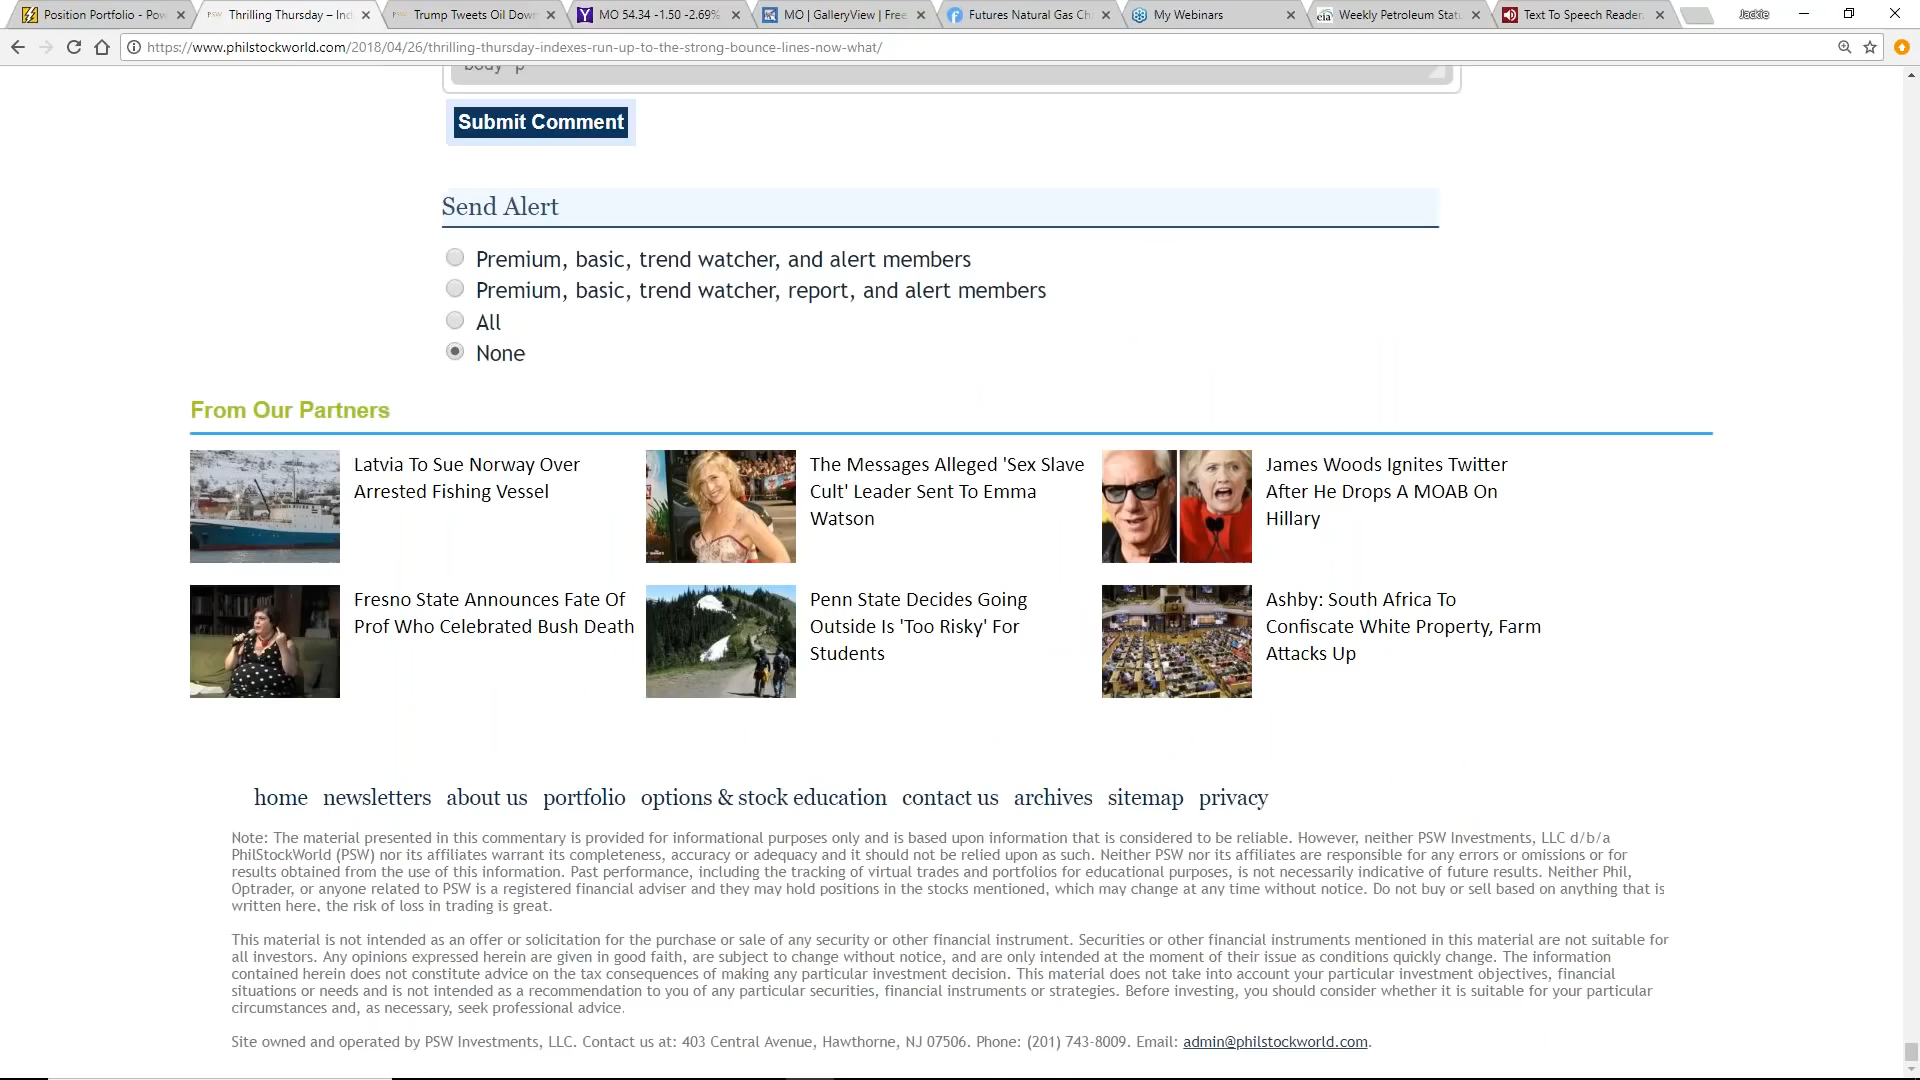 Position Portfolio - Pow
Thrilling Thursday – Ind
Trump Tweets Oil Down
MO 54.34 -1.50 -2.69%
MO | GalleryView | Free
Futures Natural Gas Ch
My Webinars
Weekly Petroleum Statu
Text To Speech Reader
Jackie
https://www.philstockworld.com/2018/04/26/thrilling-thursday-indexes-run-up-to-the-strong-bounce-lines-now-what/
body p
Submit Comment
Send Alert
Premium, basic, trend watcher, and alert members
Premium, basic, trend watcher, report, and alert members
All
None
From Our Partners
Latvia To Sue Norway Over
Arrested Fishing Vessel
The Messages Alleged 'Sex Slave
Cult' Leader Sent To Emma
Watson
James Woods Ignites Twitter
After He Drops A MOAB On
Hillary
Fresno State Announces Fate Of
Prof Who Celebrated Bush Death
Penn State Decides Going
Outside Is 'Too Risky' For
Students
Ashby: South Africa To
Confiscate White Property, Farm
Attacks Up
home newsletters about us portfolio options & stock education contact us archives sitemap privacy
Note: The material presented in this commentary is provided for informational purposes only and is based upon information that is considered to be reliable. However, neither PSW Investments, LLC d/b/a
PhilStockWorld (PSW) nor its affiliates warrant its completeness, accuracy or adequacy and it should not be relied upon as such. Neither PSW nor its affiliates are responsible for any errors or omissions or for
results obtained from the use of this information. Past performance, including the tracking of virtual trades and portfolios for educational purposes, is not necessarily indicative of future results. Neither Phil,
Optrader, or anyone related to PSW is a registered financial adviser and they may hold positions in the stocks mentioned, which may change at any time without notice. Do not buy or sell based on anything that is
written here, the risk of loss in trading is great.
This material is not intended as an offer or solicitation for the purchase or sale of any security or other financial instrument. Securities or other financial instruments mentioned in this material are not suitable for
all investors. Any opinions expressed herein are given in good faith, are subject to change without notice, and are only intended at the moment of their issue as conditions quickly change. The information
contained herein does not constitute advice on the tax consequences of making any particular investment decision. This material does not take into account your particular investment objectives, financial
situations or needs and is not intended as a recommendation to you of any particular securities, financial instruments or strategies. Before investing, you should consider whether it is suitable for your particular
circumstances and, as necessary, seek professional advice.
Site owned and operated by PSW Investments, LLC. Contact us at: 403 Central Avenue, Hawthorne, NJ 07506. Phone: (201) 743-8009. Email: admin@philstockworld.com.